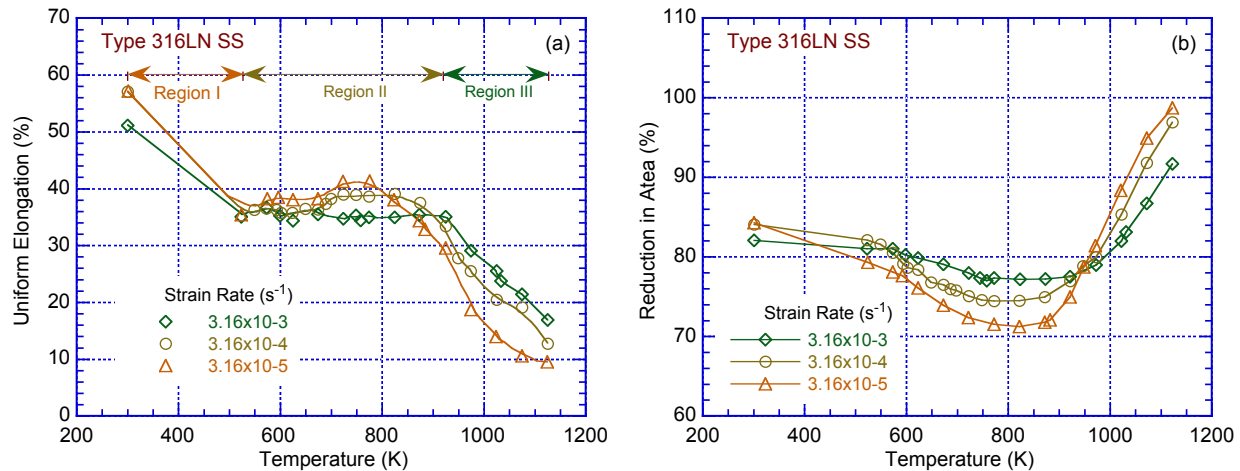 70
60
50
40
30
20
10
0
Uniform Elongation (%)
Type 316LN SS
(a)
Region I
Region II
Region III
Strain Rate (s-1)
3.16x10-3
3.16x10-4
3.16x10-5
200
400
600
800
1000
1200
Temperature (K)
110
100
90
80
70
60
Reduction in Atea (%)
Type 316LN SS
(b)
Strain Rate (s-1)
3.16x10-3
3.16x10-4
3.16x10-5
200
400
600
800
1000
1200
Temperature (K)